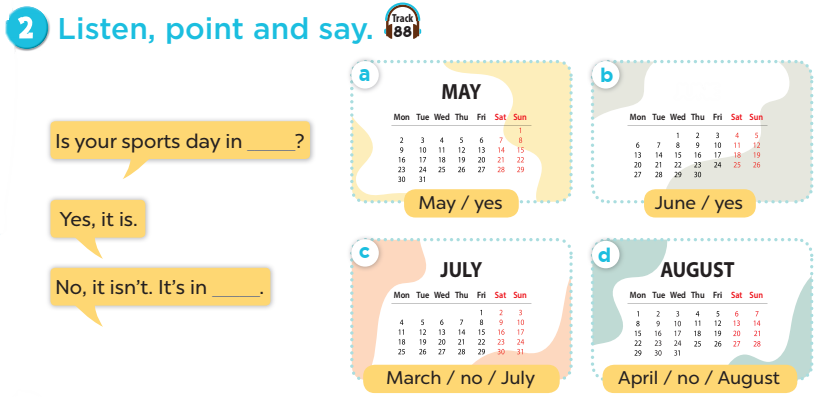 2 Listen, point and say. Track 88
Is your sports day in _____?
Yes, it is.
No, it isn't. It's in _____.
a
MAY
Mon Tue Wed Thu Fri Sat Sun
1
2 3 4 5 6 7 8
9 10 11 12 13 14 15
16 17 18 19 20 21 22
23 24 25 26 27 28 29
30 31
May / yes
b
Mon Tue Wed Thu Fri Sat Sun
1 2 3 4 5
6 7 8 9 10 11 12
13 14 15 16 17 18 19
20 21 22 23 24 25 26
27 28 29 30
June / yes
c
JULY
Mon Tue Wed Thu Fri Sat Sun
1 2 3
4 5 6 7 8 9 10
11 12 13 14 15 16 17
18 19 20 21 22 23 24
25 26 27 28 29 30 31
March / no / July
d
AUGUST
Mon Tue Wed Thu Fri Sat Sun
1 2 3 4 5 6 7
8 9 10 11 12 13 14
15 16 17 18 19 20 21
22 23 24 25 26 27 28
29 30 31
April / no / August